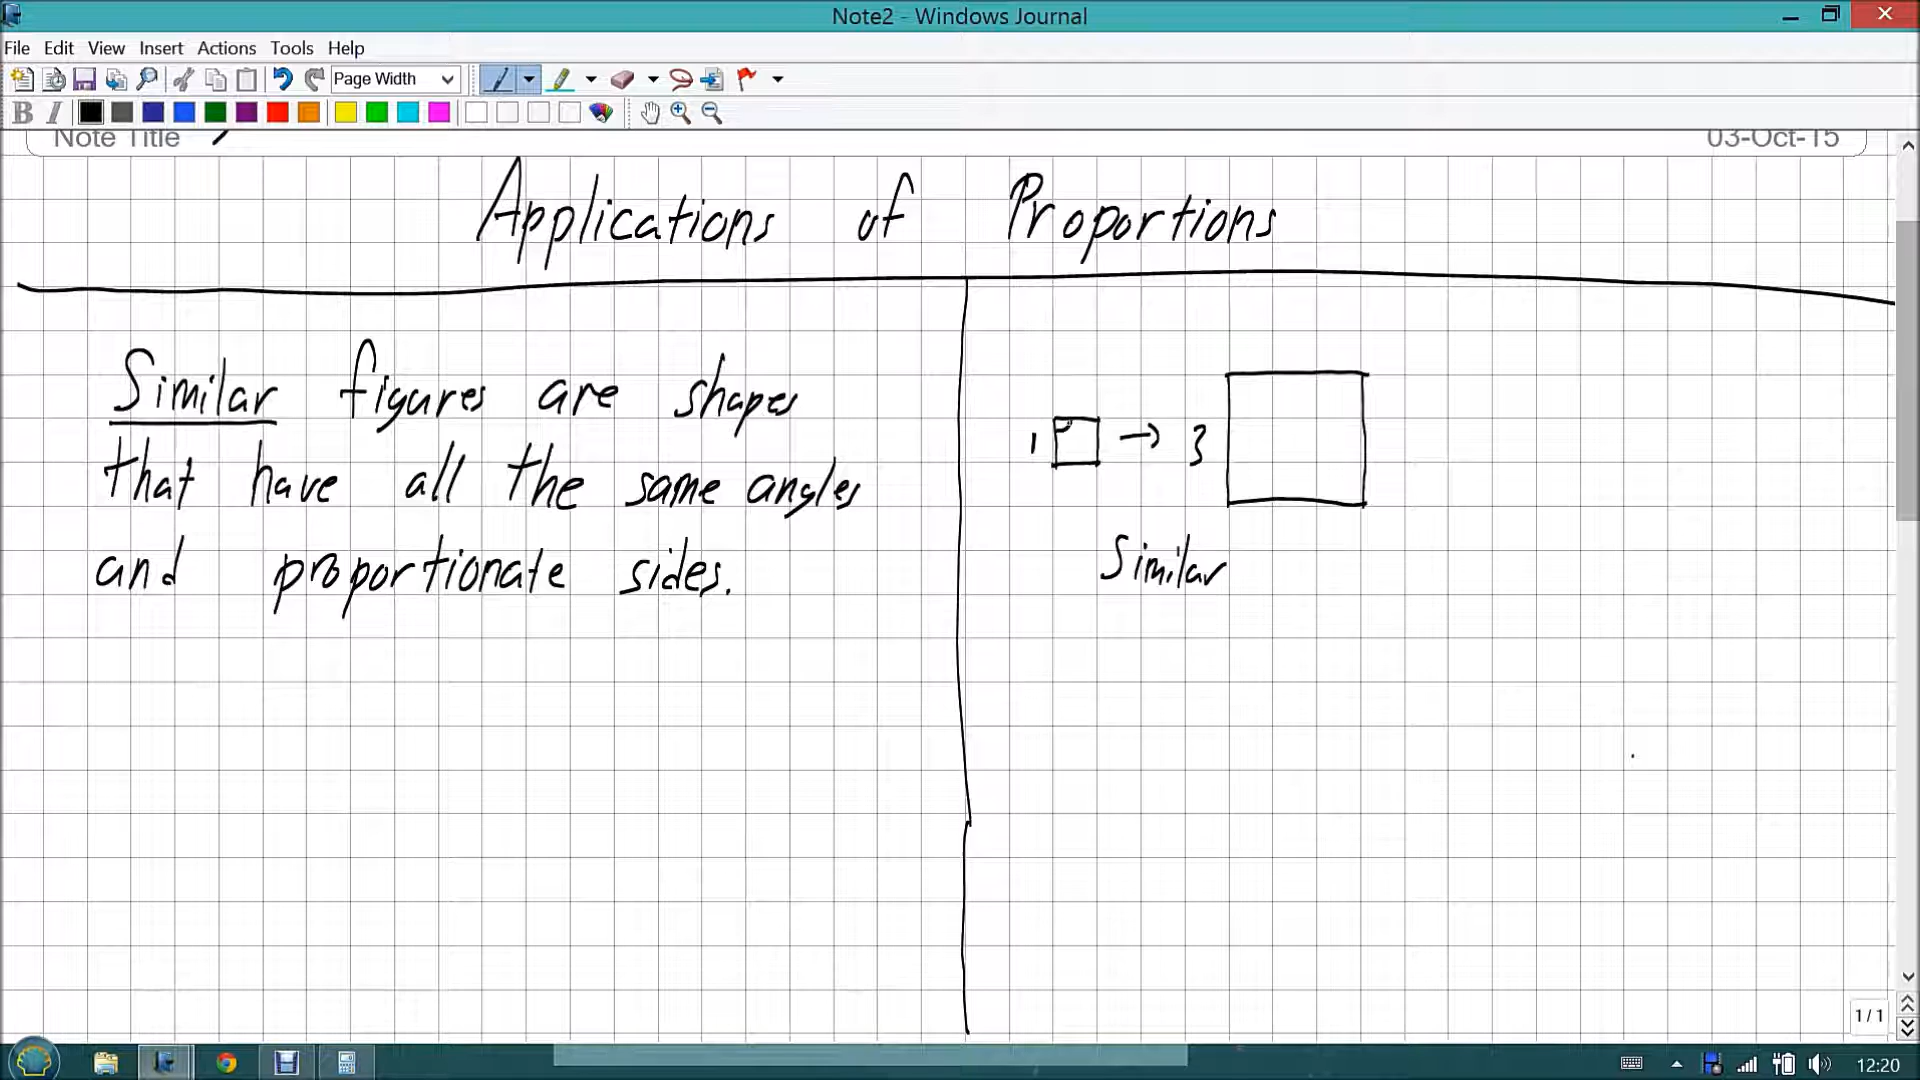 Note2 - Windows Journal
File Edit View Insert Actions Tools Help
Page Width
B I
Note Title
03-Oct-15
Applications of Proportions
Similar figures are shapes
that have all the same angles
and proportionate sides.
1 → 3
Similar
1 / 1
12:20